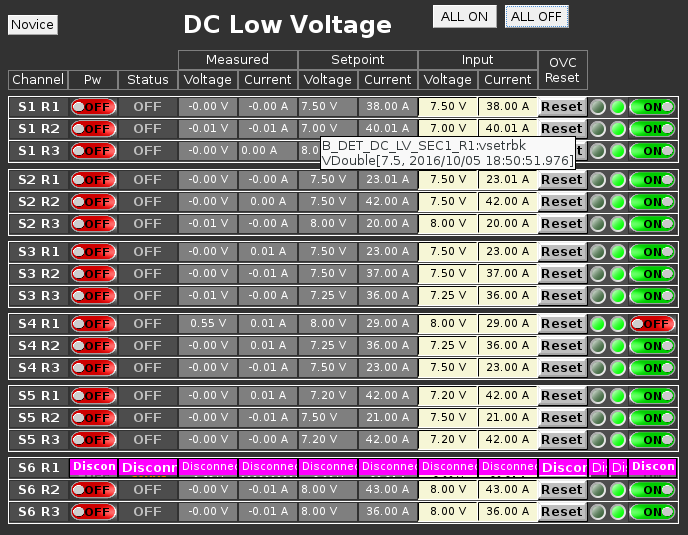 Novice
DC Low Voltage
ALL ON ALL OFF
Measured Setpoint Input OVC Reset
Channel Pw Status Voltage Current Voltage Current Voltage Current
S1 R1 OFF OFF -0.00 V -0.00 A 7.50 V 38.00 A 7.50 V 38.00 A Reset ON
S1 R2 OFF OFF -0.01 V -0.01 A 7.00 V 40.01 A 7.00 V 40.01 A Reset ON
S1 R3 OFF OFF -0.01 V 0.00 A 8.0 Reset ON
B_DET_DC_LV_SEC1_R1:vsetrbk
VDouble[7.5, 2016/10/05 18:50:51.976]
S2 R1 OFF OFF -0.00 V -0.00 A 7.50 V 23.01 A 7.50 V 23.01 A Reset ON
S2 R2 OFF OFF -0.00 V 0.00 A 7.50 V 42.00 A 7.50 V 42.00 A Reset ON
S2 R3 OFF OFF -0.01 V -0.00 A 8.00 V 20.00 A 8.00 V 20.00 A Reset ON
S3 R1 OFF OFF -0.00 V 0.01 A 7.50 V 23.00 A 7.50 V 23.00 A Reset ON
S3 R2 OFF OFF -0.00 V -0.01 A 7.50 V 37.00 A 7.50 V 37.00 A Reset ON
S3 R3 OFF OFF -0.01 V -0.00 A 7.25 V 36.00 A 7.25 V 36.00 A Reset ON
S4 R1 OFF OFF 0.55 V 0.01 A 8.00 V 29.00 A 8.00 V 29.00 A Reset OFF
S4 R2 OFF OFF -0.00 V 0.01 A 7.25 V 36.00 A 7.25 V 36.00 A Reset ON
S4 R3 OFF OFF -0.00 V -0.01 A 7.50 V 23.00 A 7.50 V 23.00 A Reset ON
S5 R1 OFF OFF -0.00 V 0.01 A 7.20 V 42.00 A 7.20 V 42.00 A Reset ON
S5 R2 OFF OFF -0.00 V -0.01 A 7.50 V 21.00 A 7.50 V 21.00 A Reset ON
S5 R3 OFF OFF -0.00 V -0.00 A 7.20 V 42.00 A 7.20 V 42.00 A Reset ON
S6 R1 Discon Disconr Disconnec Disconnec Disconnec Disconnec Disconnec Disconnec Discon Di Di Discon
S6 R2 OFF OFF -0.00 V -0.01 A 8.00 V 43.00 A 8.00 V 43.00 A Reset ON
S6 R3 OFF OFF -0.00 V -0.01 A 8.00 V 36.00 A 8.00 V 36.00 A Reset ON